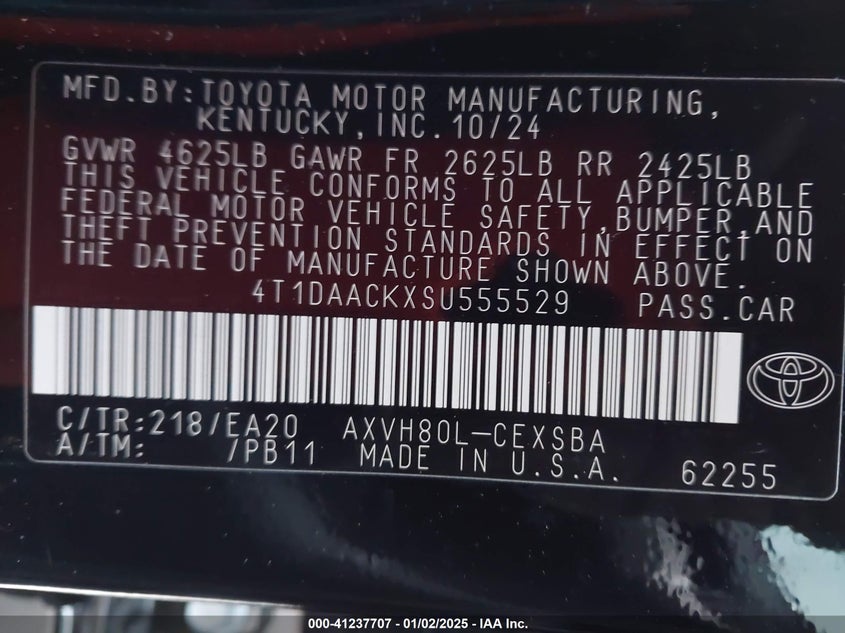 MFD.BY:TOYOTA MOTOR MANUFACTURING,
KENTUCKY,INC.10/24
GVWR 4625LB GAWR FR 2625LB RR 2425LB
THIS VEHICLE CONFORMS TO ALL APPLICABLE
FEDERAL MOTOR VEHICLE SAFETY,BUMPER,AND
THEFT PREVENTION STANDARDS IN EFFECT ON
THE DATE OF MANUFACTURE SHOWN ABOVE.
4T1DAACKXSU555529 PASS.CAR
C/TR:218/EA20 AXVH80L-CEXSBA
A/TM: /PB11 MADE IN U.S.A. 62255
000-41237707 - 01/02/2025 - IAA Inc.